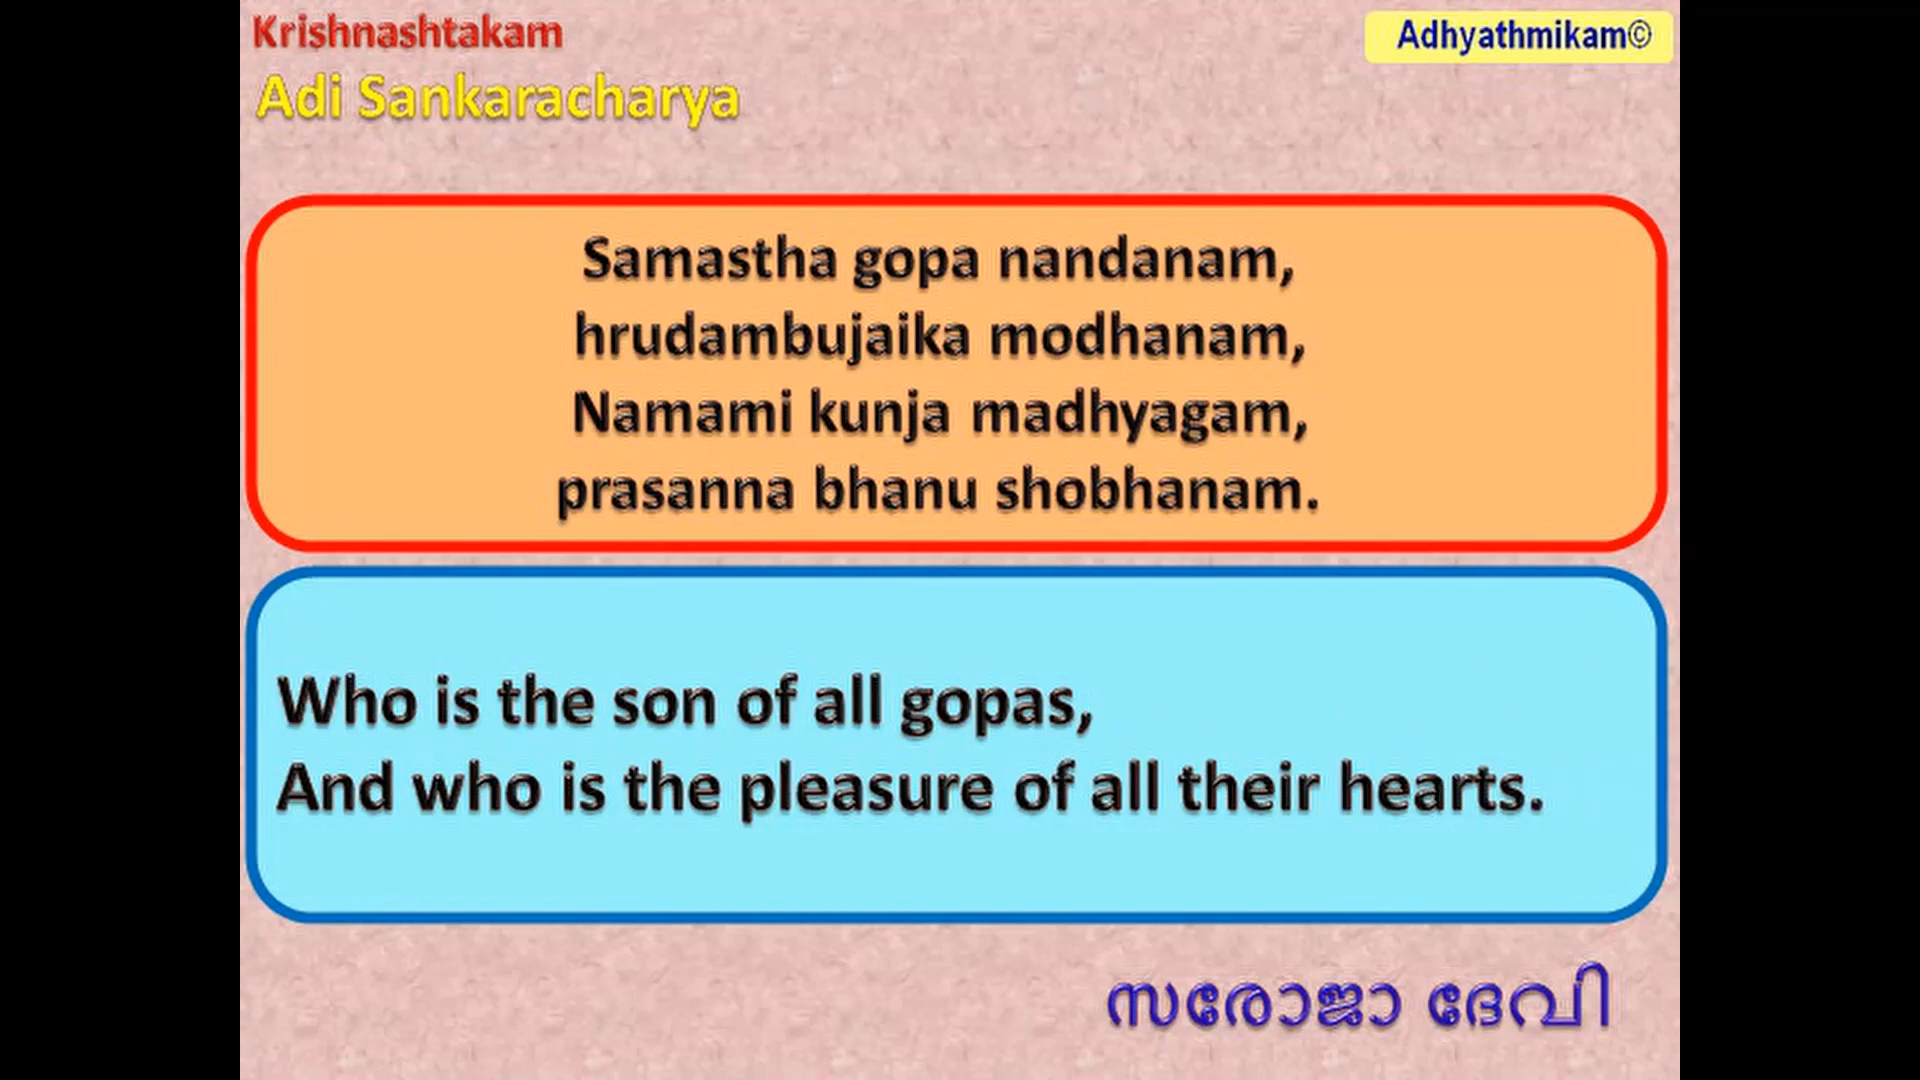 Krishnashtakam
Adhyathmikam©
Adi Sankaracharya
Samastha gopa nandanam,
hrudambujaika modhanam,
Namami kunja madhyagam,
prasanna bhanu shobhanam.
Who is the son of all gopas,
And who is the pleasure of all their hearts.
സരോജാ ദേവി